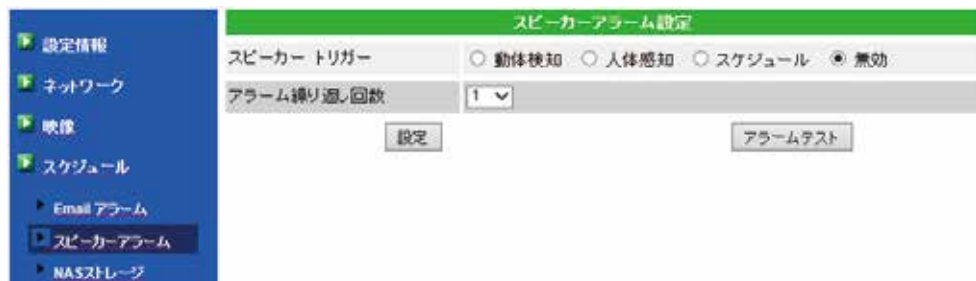 設定情報
ネットワーク
映像
スケジュール
Email アラーム
スピーカーアラーム
NASストレージ
スピーカーアラーム設定
スピーカー トリガー 動体検知 人体感知 スケジュール 無効
アラーム繰り返し回数 1
設定 アラームテスト